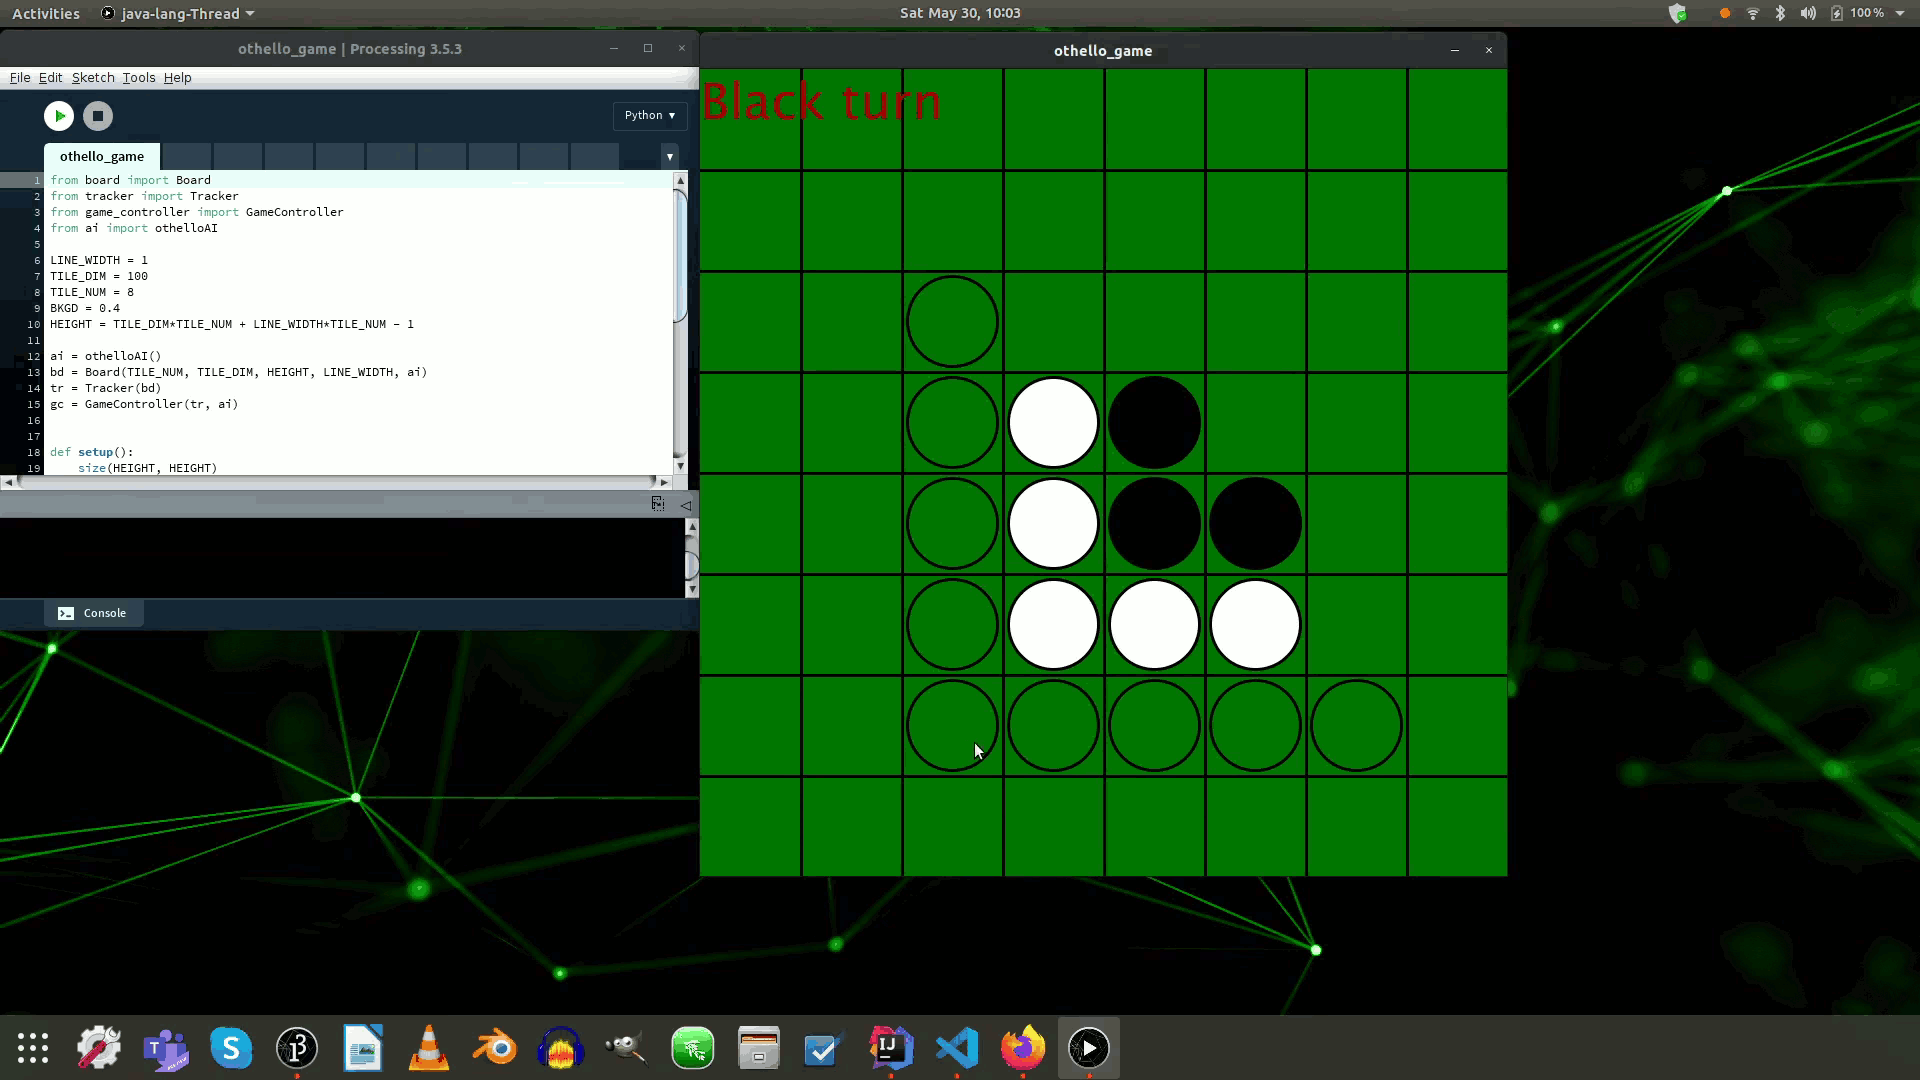 Activities
java-lang-Thread
Sat May 30, 10:03
100 %
othello_game | Processing 3.5.3
File Edit Sketch Tools Help
Python
othello_game
1 from board import Board
2 from tracker import Tracker
3 from game_controller import GameController
4 from ai import othelloAI
5
6 LINE_WIDTH = 1
7 TILE_DIM = 100
8 TILE_NUM = 8
9 BKGD = 0.4
10 HEIGHT = TILE_DIM*TILE_NUM + LINE_WIDTH*TILE_NUM - 1
11
12 ai = othelloAI()
13 bd = Board(TILE_NUM, TILE_DIM, HEIGHT, LINE_WIDTH, ai)
14 tr = Tracker(bd)
15 gc = GameController(tr, ai)
16
17
18 def setup():
19 size(HEIGHT, HEIGHT)
Console
othello_game
Black turn